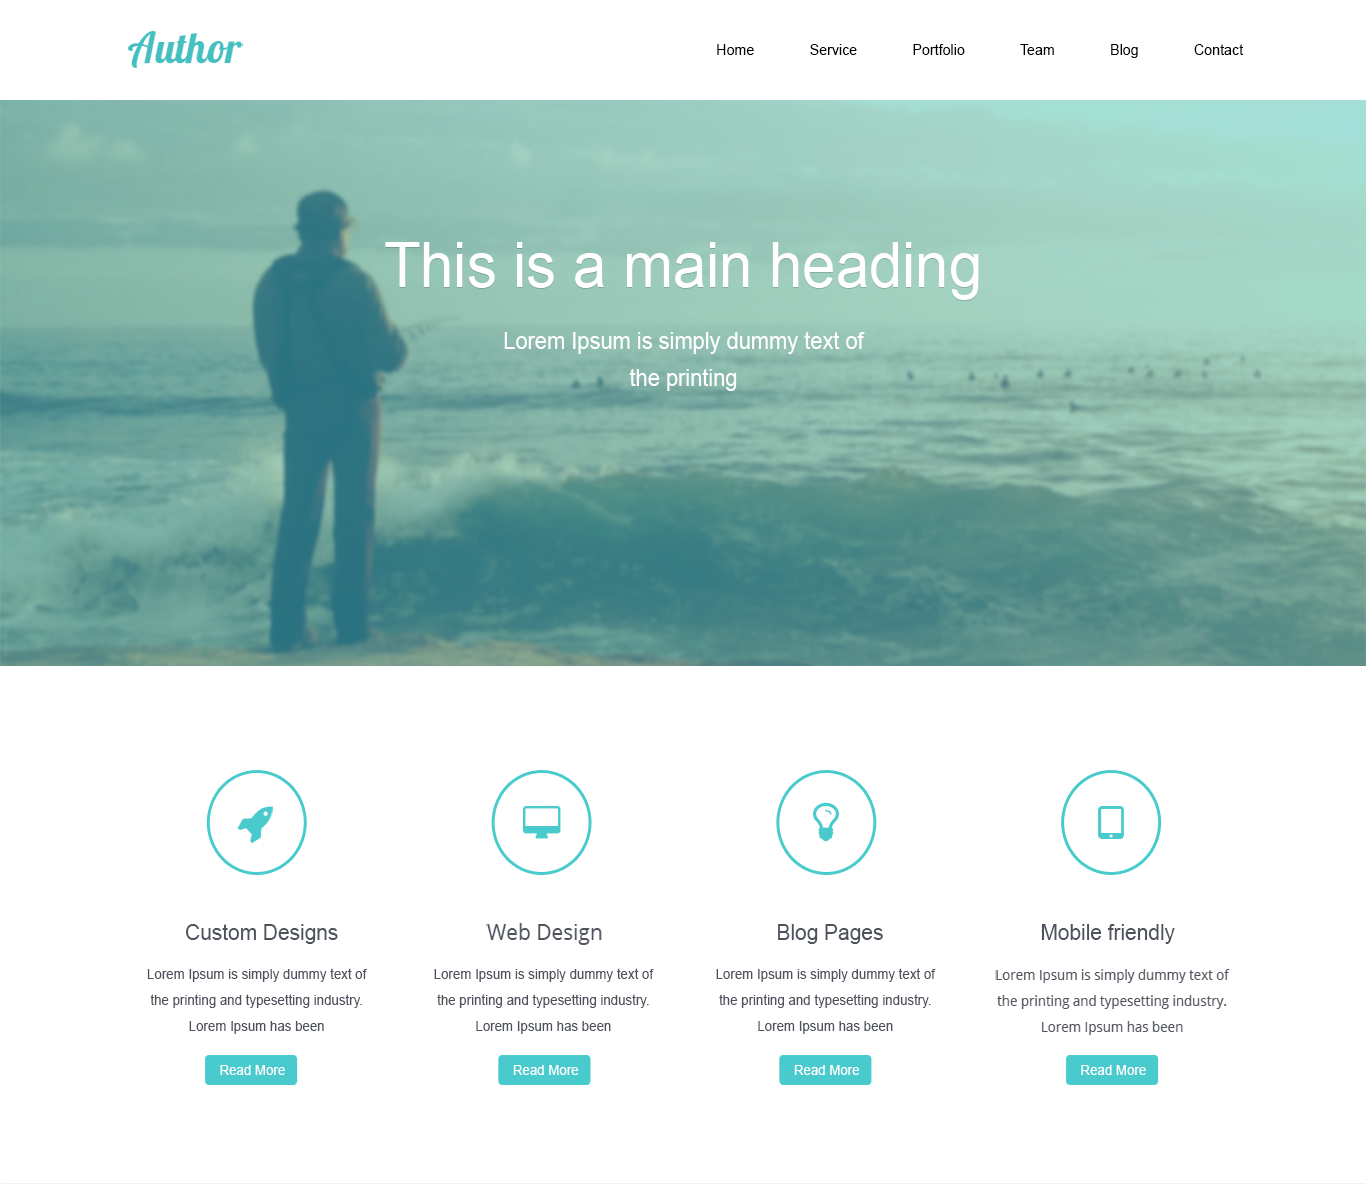 Author
Home Service Portfolio Team Blog Contact
This is a main heading
Lorem Ipsum is simply dummy text of
the printing
Custom Designs
Lorem Ipsum is simply dummy text of
the printing and typesetting industry.
Lorem Ipsum has been
Read More
Web Design
Lorem Ipsum is simply dummy text of
the printing and typesetting industry.
Lorem Ipsum has been
Read More
Blog Pages
Lorem Ipsum is simply dummy text of
the printing and typesetting industry.
Lorem Ipsum has been
Read More
Mobile friendly
Lorem Ipsum is simply dummy text of
the printing and typesetting industry.
Lorem Ipsum has been
Read More